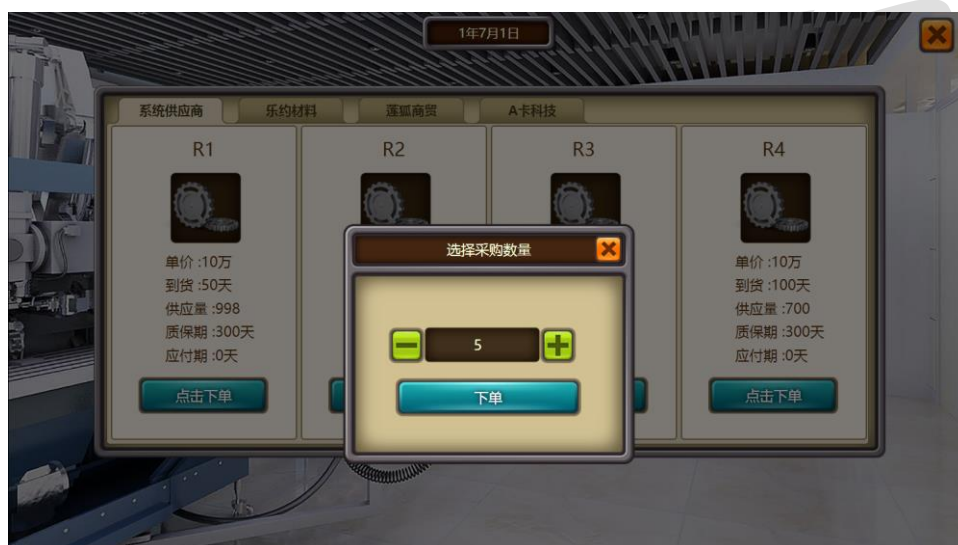 1年7月1日
系统供应商 乐约材料 莲狐商贸 A卡科技
R1 R2 R3 R4
选择采购数量
单价 :10万 单价 :10万
到货 :50天 到货 :100天
供应量 :998 供应量 :700
质保期 :300天 质保期 :300天
5
应付期 :0天 应付期 :0天
点击下单 下单 点击下单